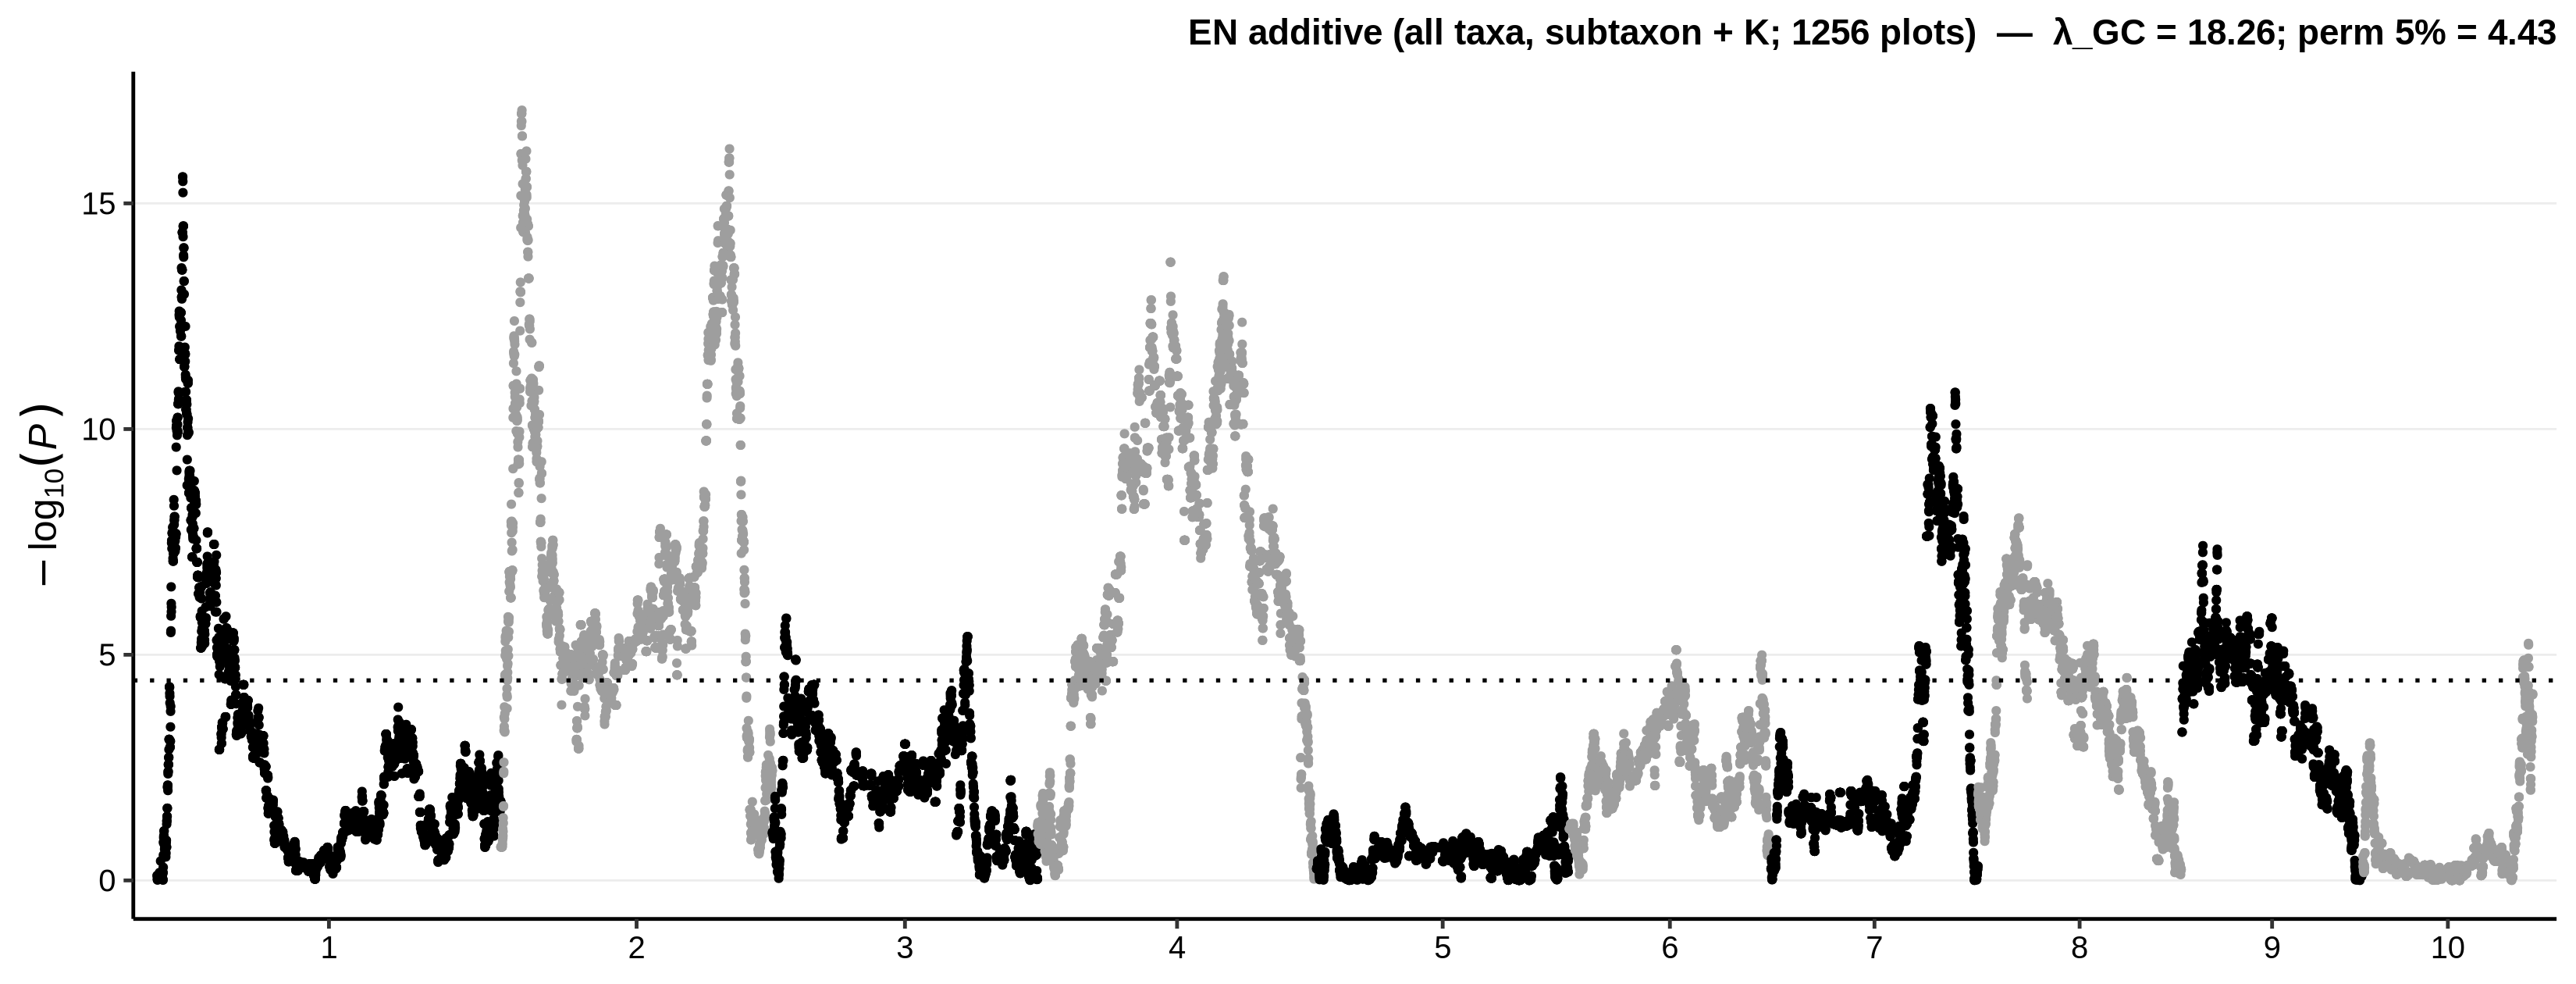 EN additive (all taxa, subtaxon + K; 1256 plots) — λ_GC = 18.26; perm 5% = 4.43
− log10(P)
15
10
5
0
1 2 3 4 5 6 7 8 9 10